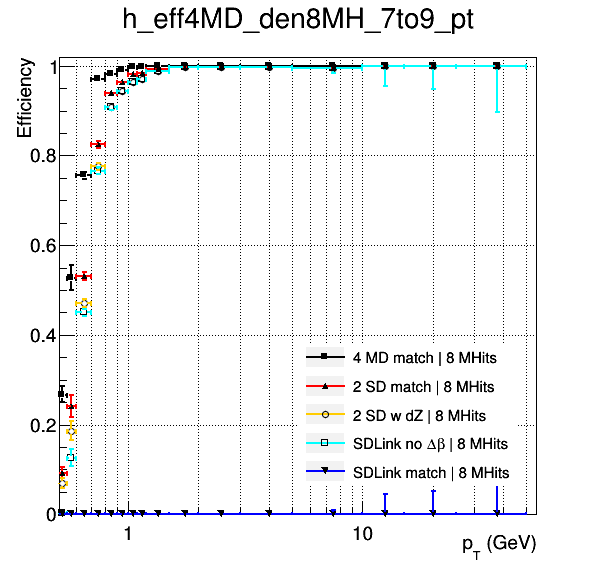 h_eff4MD_den8MH_7to9_pt
Efficiency
1
0.8
0.6
0.4
0.2
0
4 MD match | 8 MHits
2 SD match | 8 MHits
2 SD w dZ | 8 MHits
SDLink no Δβ | 8 MHits
SDLink match | 8 MHits
1
10
p_T (GeV)